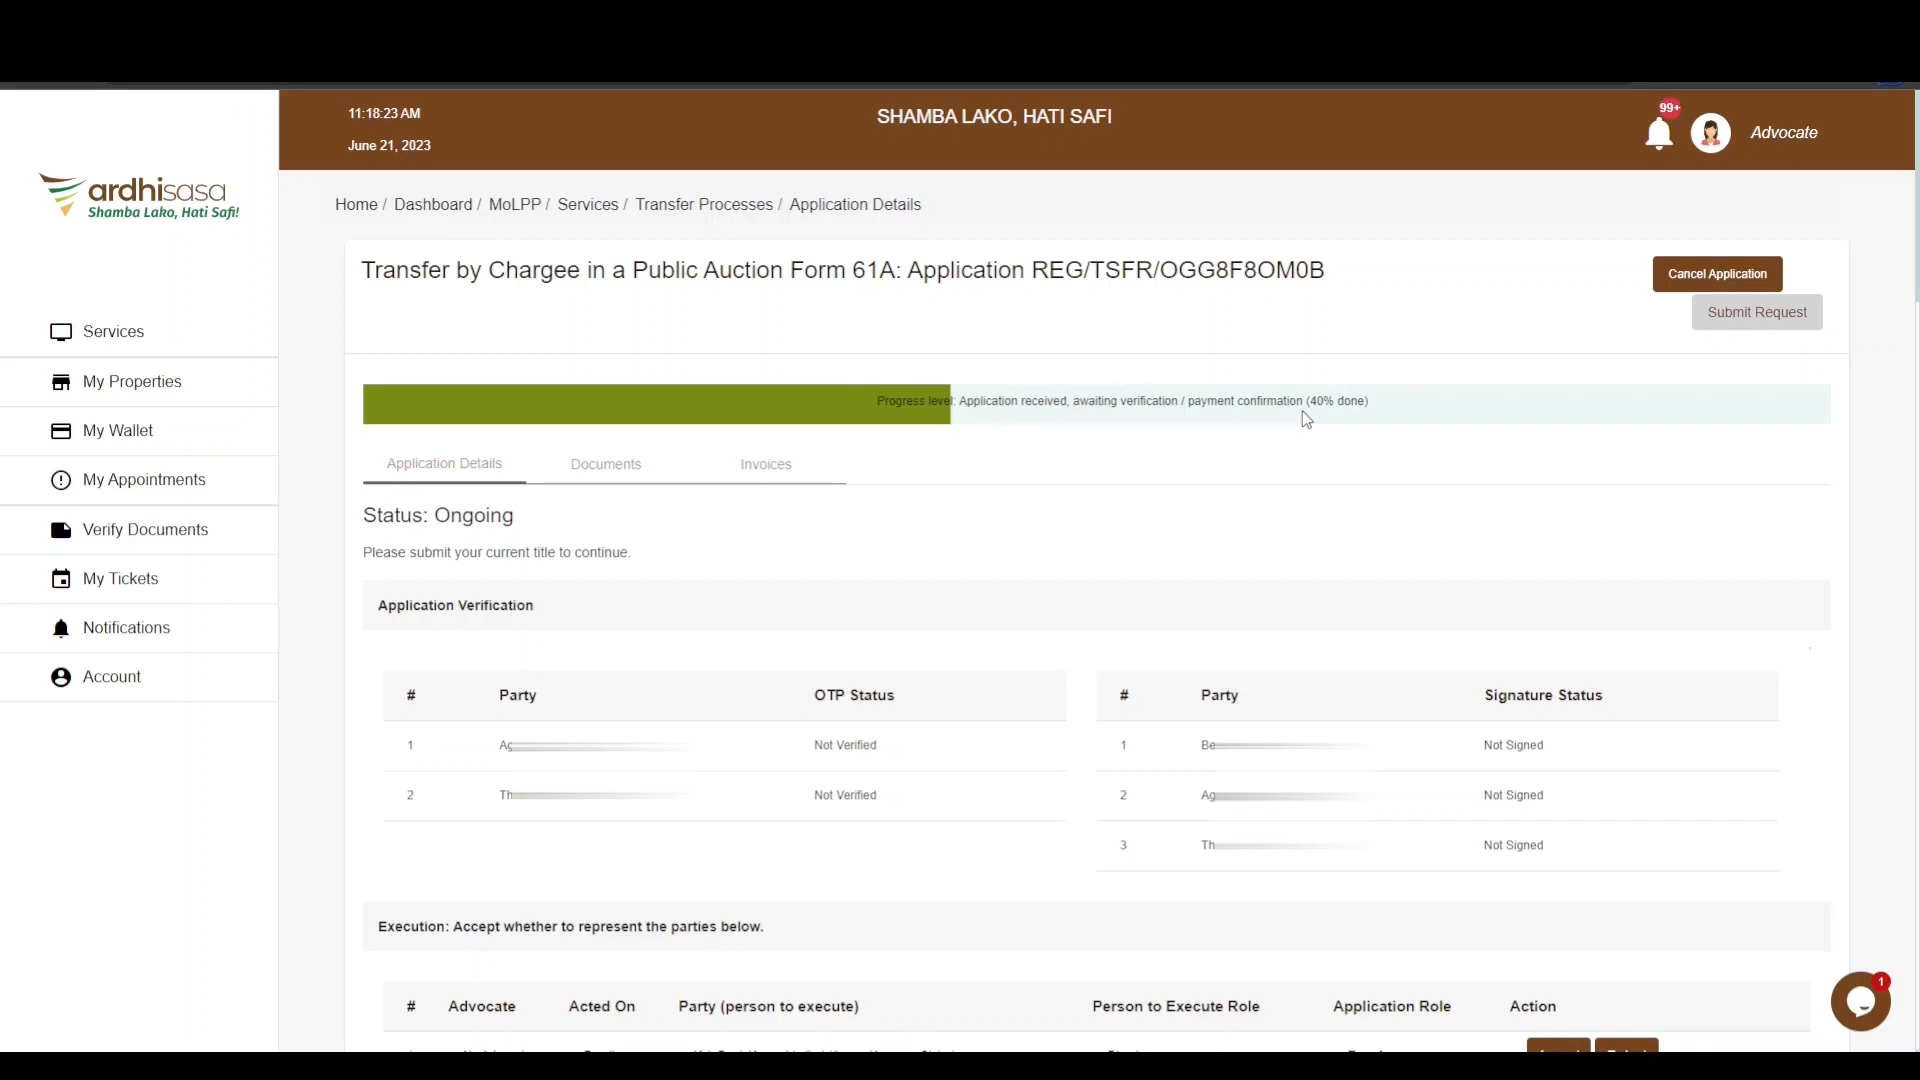 11:18:23 AM
June 21, 2023
SHAMBA LAKO, HATI SAFI
99+
Advocate
ardhisasa
Shamba Lako, Hati Safi!
Services
My Properties
My Wallet
My Appointments
Verify Documents
My Tickets
Notifications
Account
Home / Dashboard / MoLPP / Services / Transfer Processes / Application Details
Transfer by Chargee in a Public Auction Form 61A: Application REG/TSFR/OGG8F8OM0B
Cancel Application
Submit Request
Progress level: Application received, awaiting verification / payment confirmation (40% done)
Application Details Documents Invoices
Status: Ongoing
Please submit your current title to continue.
Application Verification
# Party OTP Status
1 Ag Not Verified
2 Th Not Verified
# Party Signature Status
1 Be Not Signed
2 Ag Not Signed
3 Th Not Signed
Execution: Accept whether to represent the parties below.
# Advocate Acted On Party (person to execute) Person to Execute Role Application Role Action
1